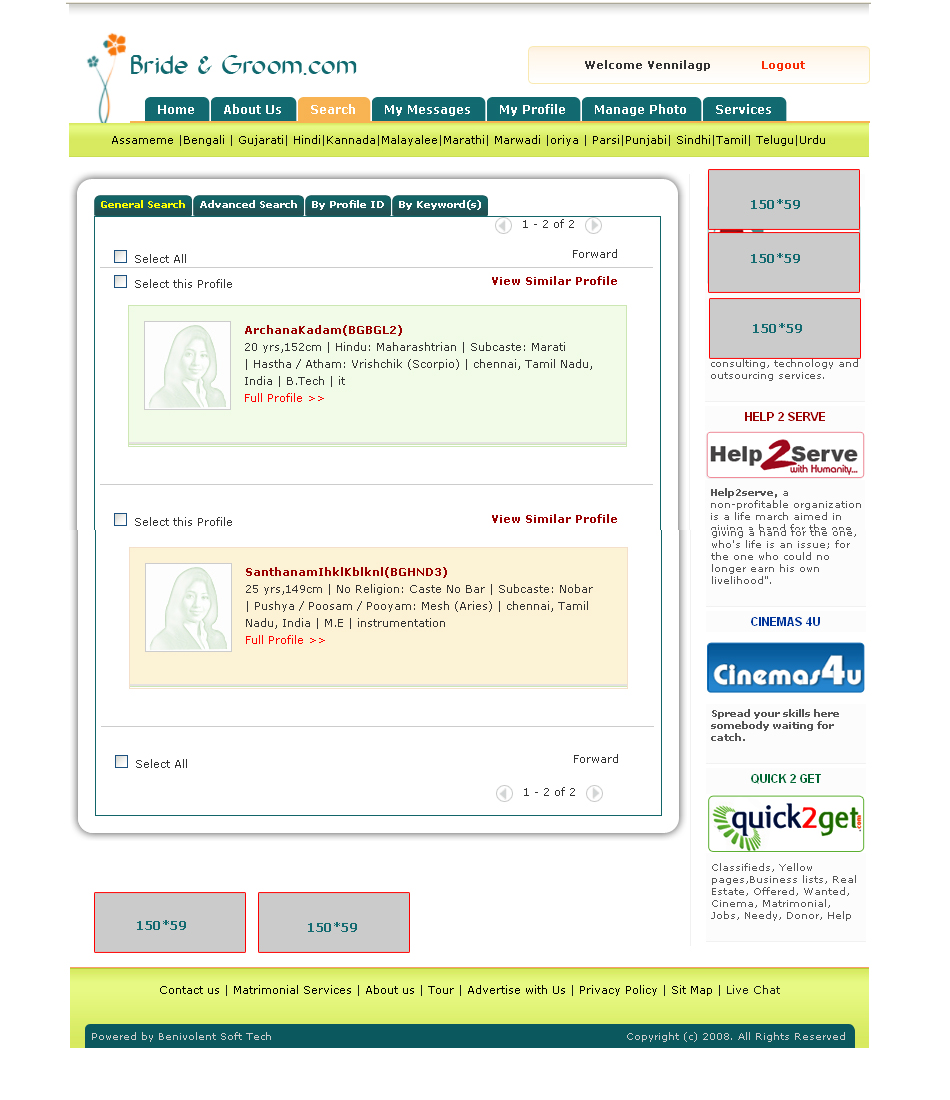 Bride & Groom.com
Welcome Vennilagp Logout
Home About Us Search My Messages My Profile Manage Photo Services
Assameme |Bengali | Gujarati| Hindi|Kannada|Malayalee|Marathi| Marwadi |oriya | Parsi|Punjabi| Sindhi|Tamil| Telugu|Urdu
General Search Advanced Search By Profile ID By Keyword(s)
1 - 2 of 2
Select All Forward
Select this Profile View Similar Profile
ArchanaKadam(BGBGL2)
20 yrs,152cm | Hindu: Maharashtrian | Subcaste: Marati
| Hastha / Atham: Vrishchik (Scorpio) | chennai, Tamil Nadu,
India | B.Tech | it
Full Profile >>
Select this Profile View Similar Profile
SanthanamIhklKblknl(BGHND3)
25 yrs,149cm | No Religion: Caste No Bar | Subcaste: Nobar
| Pushya / Poosam / Pooyam: Mesh (Aries) | chennai, Tamil
Nadu, India | M.E | instrumentation
Full Profile >>
Select All Forward
1 - 2 of 2
150*59
150*59
150*59
consulting, technology and
outsourcing services.
HELP 2 SERVE
Help2Serve
with Humanity...
Help2serve, a
non-profitable organization
is a life march aimed in
giving a hand for the one
giving a hand for the one,
who's life is an issue; for
the one who could no
longer earn his own
livelihood".
CINEMAS 4U
Cinemas4u
Spread your skills here
somebody waiting for
catch.
QUICK 2 GET
quick2get.com
Classifieds, Yellow
pages,Business lists, Real
Estate, Offered, Wanted,
Cinema, Matrimonial,
Jobs, Needy, Donor, Help
150*59 150*59
Contact us | Matrimonial Services | About us | Tour | Advertise with Us | Privacy Policy | Sit Map | Live Chat
Powered by Benivolent Soft Tech Copyright (c) 2008. All Rights Reserved